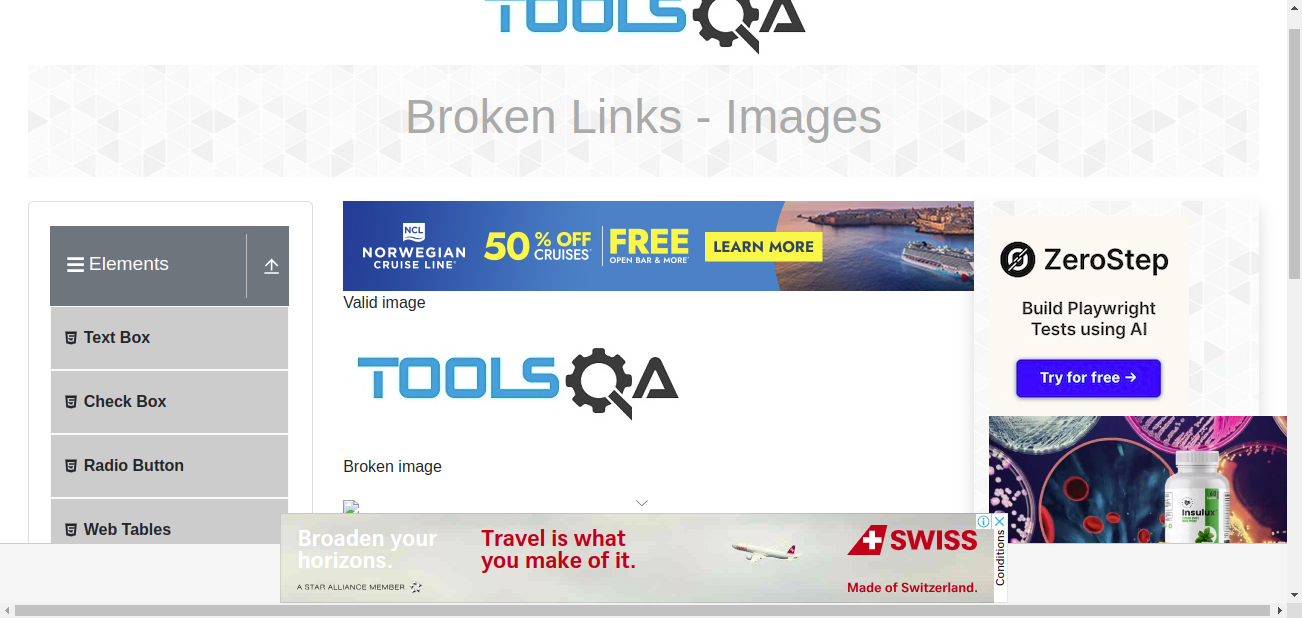 TOOLSQA
Broken Links - Images
Elements
Text Box
Check Box
Radio Button
Web Tables
NCL
NORWEGIAN
CRUISE LINE®
50% OFF
CRUISES*
FREE
OPEN BAR & MORE*
LEARN MORE
Valid image
TOOLSQA
Broken image
ZeroStep
Build Playwright
Tests using AI
Try for free →
Insulux
Broaden your
horizons.
A STAR ALLIANCE MEMBER
Travel is what
you make of it.
SWISS
Made of Switzerland.
Conditions